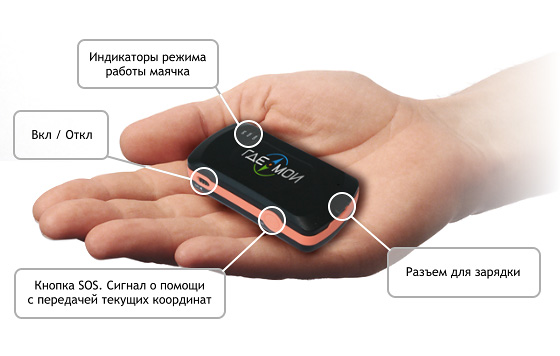 Индикаторы режима
работы маячка
Вкл / Откл
ГДЕ МОИ
Кнопка SOS. Сигнал о помощи
с передачей текущих координат
Разъем для зарядки